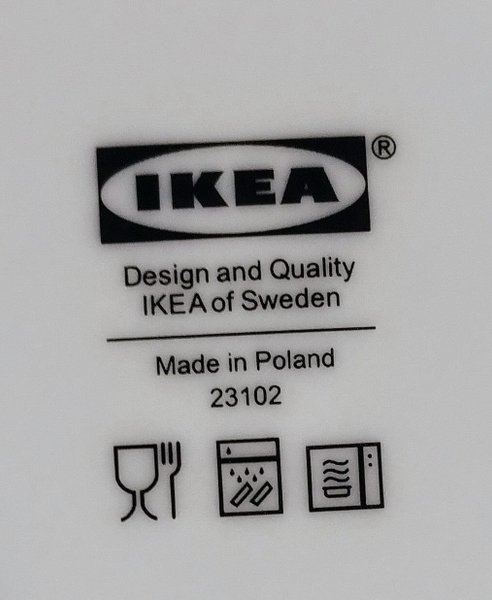 IKEA®
Design and Quality
IKEA of Sweden
Made in Poland
23102